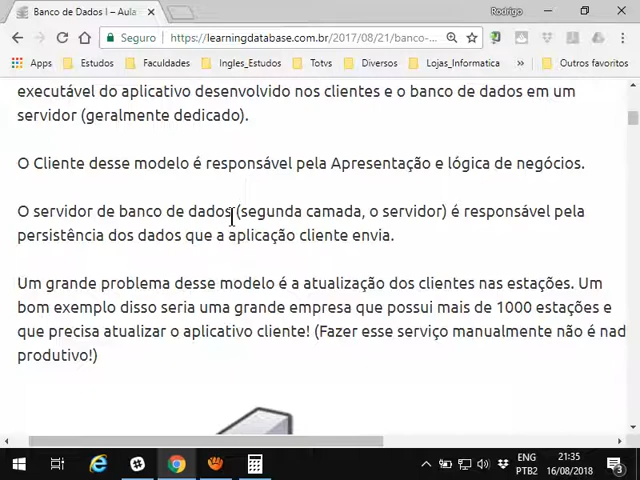 Banco de Dados I – Aula
Rodrigo
Seguro
https://learningdatabase.com.br/2017/08/21/banco-...
Apps
Estudos
Faculdades
Ingles_Estudos
Totvs
Diversos
Lojas_Informatica
»
Outros favoritos
executável do aplicativo desenvolvido nos clientes e o banco de dados em um
servidor (geralmente dedicado).
O Cliente desse modelo é responsável pela Apresentação e lógica de negócios.
O servidor de banco de dados (segunda camada, o servidor) é responsável pela
persistência dos dados que a aplicação cliente envia.
Um grande problema desse modelo é a atualização dos clientes nas estações. Um
bom exemplo disso seria uma grande empresa que possui mais de 1000 estações e
que precisa atualizar o aplicativo cliente! (Fazer esse serviço manualmente não é nad
produtivo!)
ENG
PTB2
21:35
16/08/2018
3